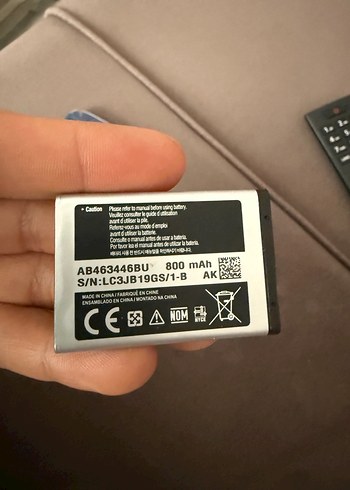 • Caution Please refer to manual before using battery.
Veuillez consulter le guide d'utilisation
avant d'utiliser la pile.
Referez-vous au mode d'emploi
avant d'utiliser la batterie.
Consulte o manual antes de usar a bateria.
Por favor lea el manual antes de utilizar la batería.
AB463446BU 800 mAh
S/N:LC3JB19GS/1-B AK
MADE IN CHINA / FABRIQUÉ EN CHINE
ENSAMBLADO EN CHINA / MONTADO NA CHINA
CE NOM NYCE